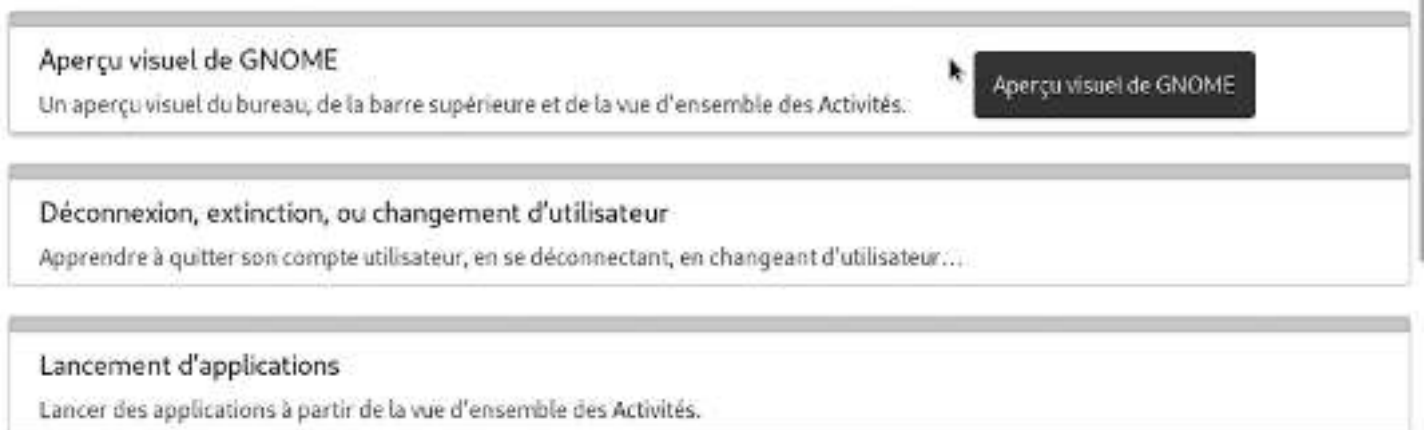 Aperçu visuel de GNOME
Un aperçu visuel du bureau, de la barre supérieure et de la vue d'ensemble des Activités.
Aperçu visuel de GNOME
Déconnexion, extinction, ou changement d'utilisateur
Apprendre à quitter son compte utilisateur, en se déconnectant, en changeant d'utilisateur…
Lancement d'applications
Lancer des applications à partir de la vue d'ensemble des Activités.